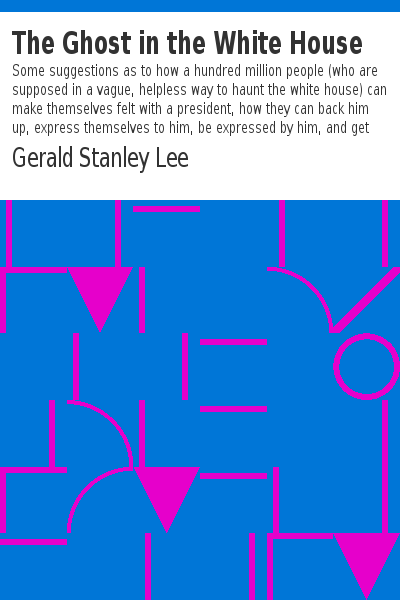 The Ghost in the White House
Some suggestions as to how a hundred million people (who are
supposed in a vague, helpless way to haunt the white house) can
make themselves felt with a president, how they can back him
up, express themselves to him, be expressed by him, and get
Gerald Stanley Lee